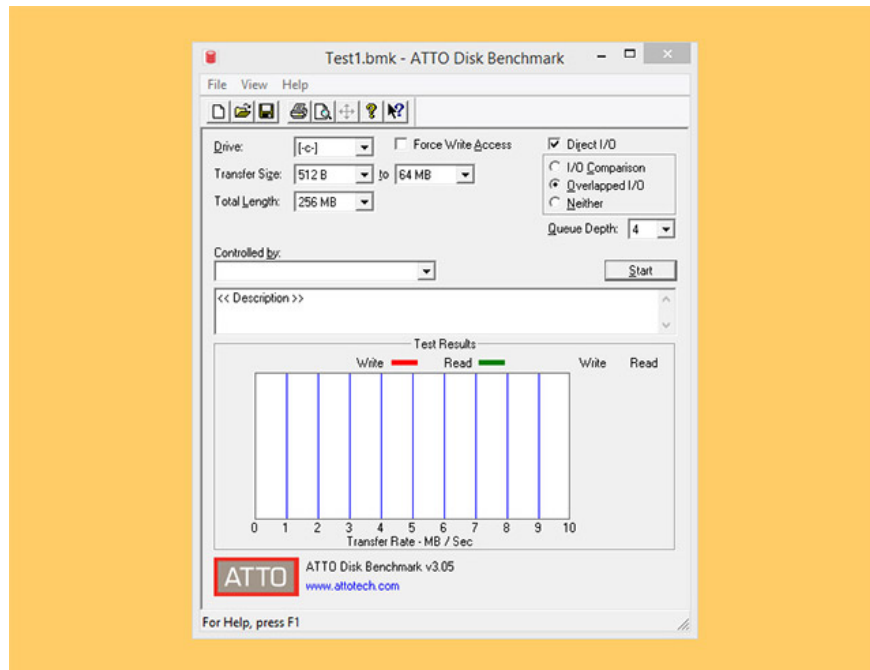 Test1.bmk - ATTO Disk Benchmark
File View Help
Drive: [-c-] Force Write Access Direct I/O
Transfer Size: 512 B to 64 MB I/O Comparison
Overlapped I/O
Total Length: 256 MB Neither
Queue Depth: 4
Controlled by:
Start
<< Description >>
Test Results
Write Read Write Read
0 1 2 3 4 5 6 7 8 9 10
Transfer Rate - MB / Sec
ATTO ATTO Disk Benchmark v3.05
www.attotech.com
For Help, press F1